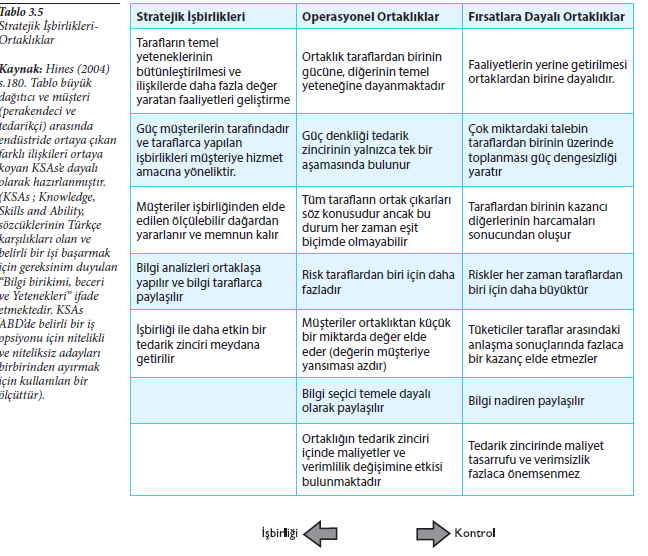 Tablo 3.5
Stratejik İşbirlikleri-
Ortaklıklar
Kaynak: Hines (2004)
s.180. Tablo büyük
dağıtıcı ve müşteri
(perakendeci ve
tedarikçi) arasında
endüstride ortaya çıkan
farklı ilişkileri ortaya
koyan KSAs'e dayalı
olarak hazırlanmıştır.
(KSAs ; Knowledge,
Skills and Ability,
sözcüklerinin Türkçe
karşılıkları olan ve
belirli bir işi başarmak
için gereksinim duyulan
“Bilgi birikimi, beceri
ve Yetenekleri” ifade
etmektedir. KSAs
ABD'de belirli bir iş
opsiyonu için nitelikli
ve niteliksiz adayları
birbirinden ayırmak
için kullanılan bir
ölçüttür).
Stratejik İşbirlikleri
Operasyonel Ortaklıklar
Fırsatlara Dayalı Ortaklıklar
Tarafların temel
yeteneklerinin
bütünleştirilmesi ve
ilişkilerde daha fazla değer
yaratan faaliyetleri geliştirme
Ortaklık taraflardan birinin
gücüne, diğerinin temel
yeteneğine dayanmaktadır
Faaliyetlerin yerine getirilmesi
ortaklardan birine dayalıdır.
Güç müşterilerin tarafındadır
ve taraflarca yapılan
işbirlikleri müşteriye hizmet
amacına yöneliktir.
Güç denkliği tedarik
zincirinin yalnızca tek bir
aşamasında bulunur
Çok miktardaki talebin
taraflardan birinin üzerinde
toplanması güç dengesizliği
yaratır
Müşteriler işbirliğinden elde
edilen ölçülebilir dağardan
yararlanır ve memnun kalır
Tüm tarafların ortak çıkarları
söz konusudur ancak bu
durum her zaman eşit
biçimde olmayabilir
Taraflardan birinin kazancı
diğerlerinin harcamaları
sonucundan oluşur
Bilgi analizleri ortaklaşa
yapılır ve bilgi taraflarca
paylaşılır
Risk taraflardan biri için daha
fazladır
Riskler her zaman taraflardan
biri için daha büyüktür
İşbirliği ile daha etkin bir
tedarik zinciri meydana
getirilir
Müşteriler ortaklıktan küçük
bir miktarda değer elde
eder (değerin müşteriye
yansıması azdır)
Tüketiciler taraflar arasındaki
anlaşma sonuçlarında fazlaca
bir kazanç elde etmezler
Bilgi seçici temele dayalı
olarak paylaşılır
Bilgi nadiren paylaşılır
Ortaklığın tedarik zinciri
içinde maliyetler ve
verimlilik değişimine etkisi
bulunmaktadır
Tedarik zincirinde maliyet
tasarrufu ve verimsizlik
fazlaca önemsenmez
İşbirliği
Kontrol